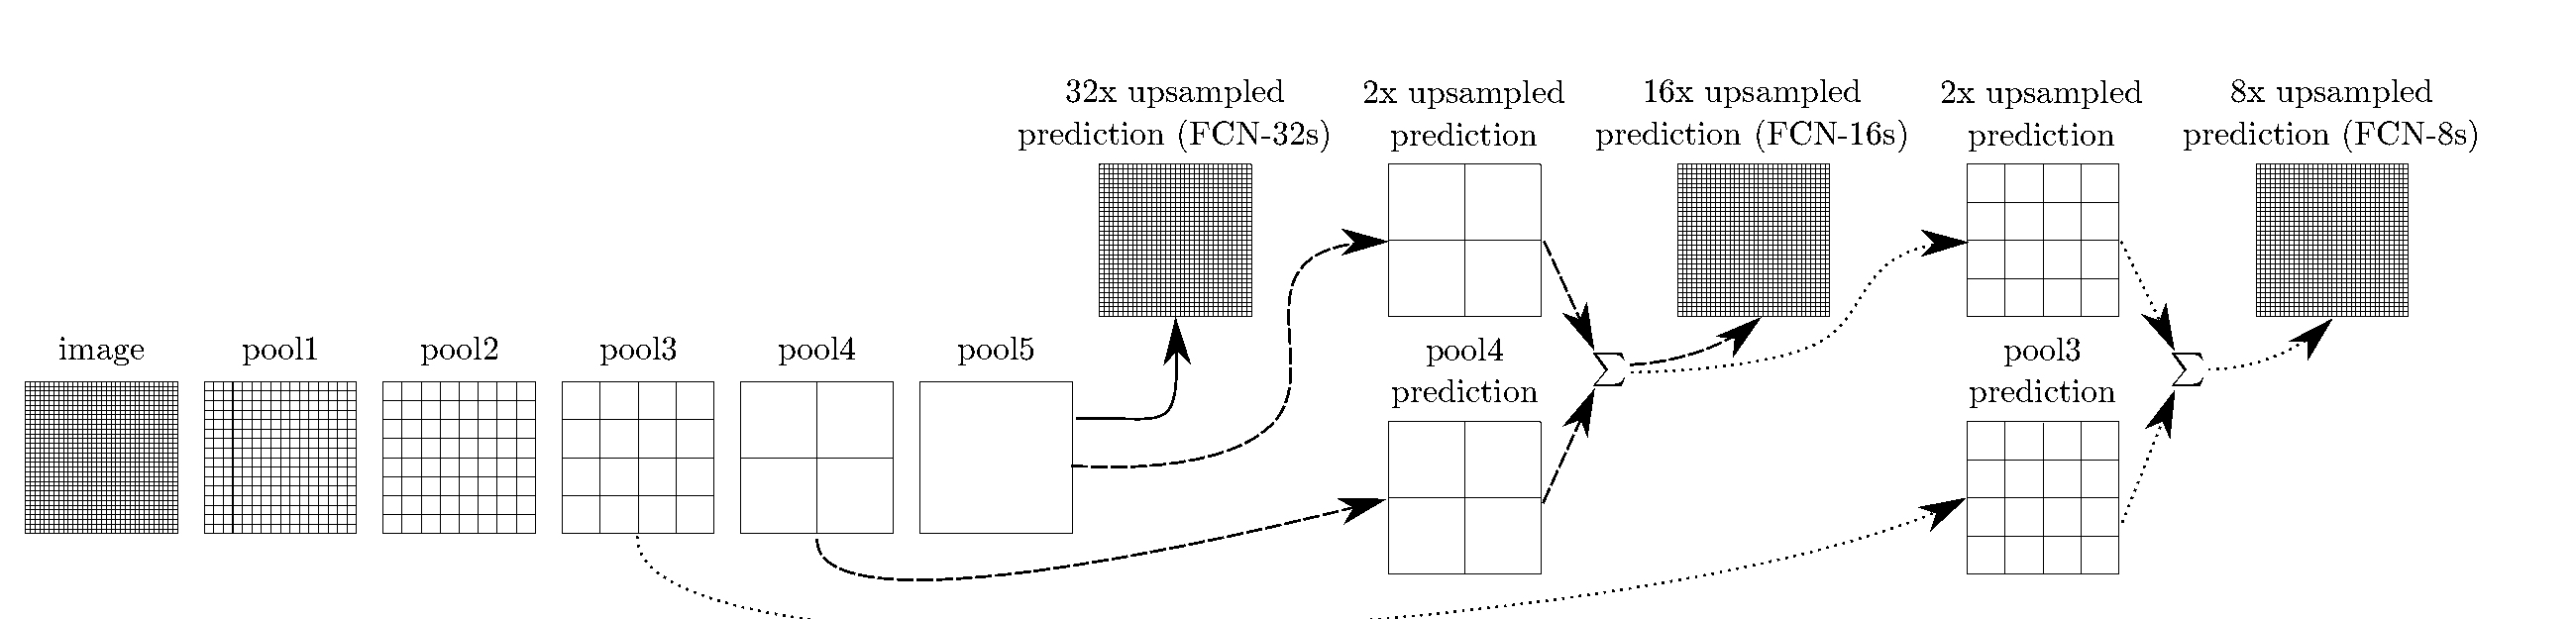 32x upsampled
prediction (FCN-32s)
2x upsampled
prediction
16x upsampled
prediction (FCN-16s)
2x upsampled
prediction
8x upsampled
prediction (FCN-8s)
image
pool1
pool2
pool3
pool4
pool5
pool4
prediction
∑
pool3
prediction
∑